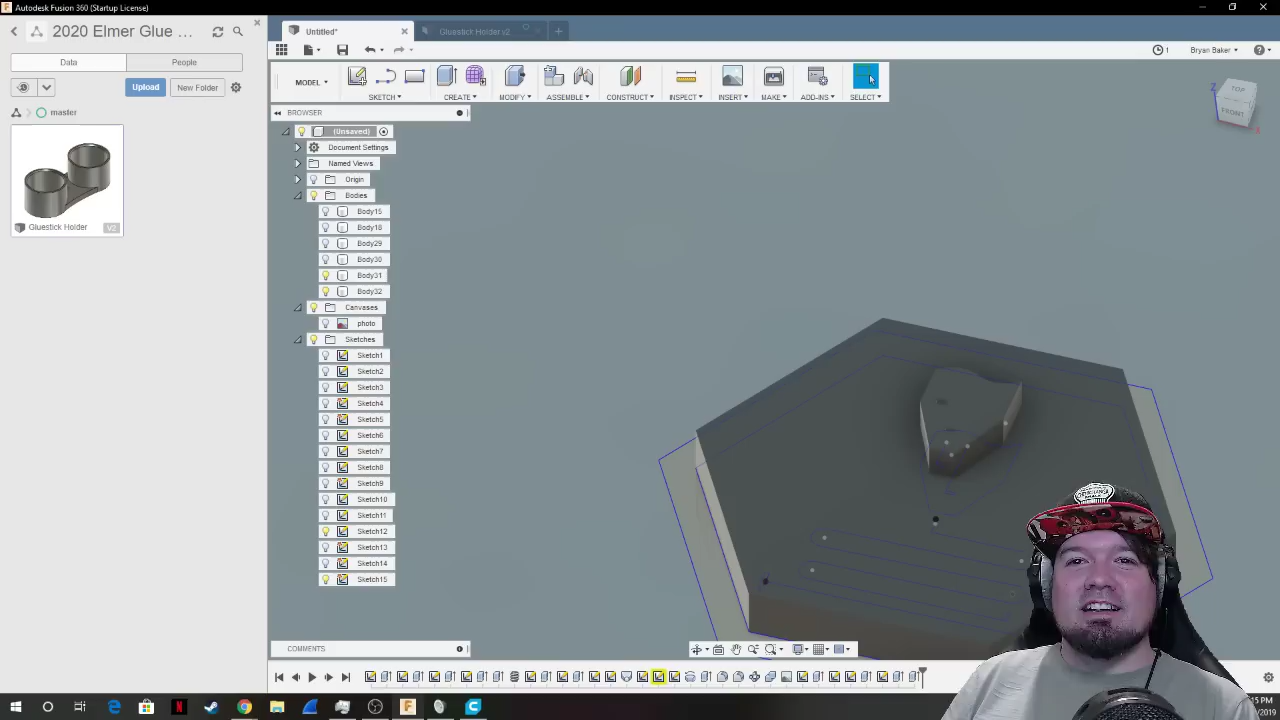 Autodesk Fusion 360 (Startup License)
2020 Elmer Glue ...
Untitled*
Gluestick Holder v2
Data
People
1
Bryan Baker
MODEL
SKETCH
CREATE
MODIFY
ASSEMBLE
CONSTRUCT
INSPECT
INSERT
MAKE
ADD-INS
SELECT
Upload
New Folder
master
Gluestick Holder
V2
TOP
FRONT
Z
X
BROWSER
(Unsaved)
Document Settings
Named Views
Origin
Bodies
Body15
Body18
Body29
Body30
Body31
Body32
Canvases
photo
Sketches
Sketch1
Sketch2
Sketch3
Sketch4
Sketch5
Sketch6
Sketch7
Sketch8
Sketch9
Sketch10
Sketch11
Sketch12
Sketch13
Sketch14
Sketch15
COMMENTS